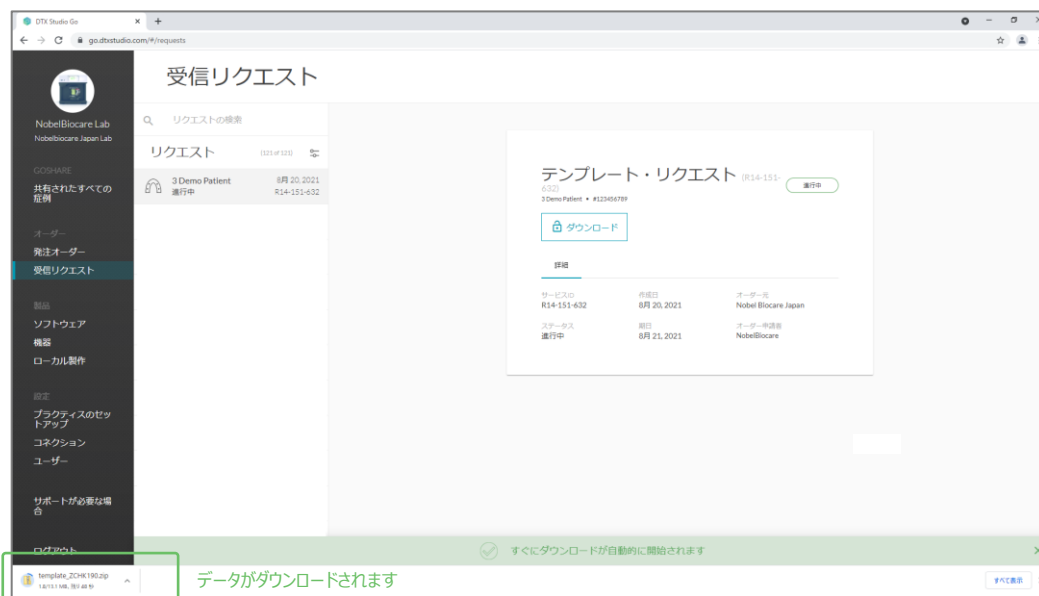 DTX Studio Go
go.dtxstudio.com/#/requests
受信リクエスト
NobelBiocare Lab
Nobelbiocare Japan Lab
GOSHARE
共有されたすべての
症例
オーダー
発注オーダー
受信リクエスト
製品
ソフトウェア
機器
ローカル製作
設定
プラクティスのセッ
トアップ
コネクション
ユーザー
サポートが必要な場
合
ログアウト
リクエストの検索
リクエスト (121 of 121)
3 Demo Patient 8月 20, 2021
進行中 R14-151-632
テンプレート・リクエスト (R14-151-
632)
進行中
3 Demo Patient • #123456789
ダウンロード
詳細
サービスID 作成日 オーダー元
R14-151-632 8月 20, 2021 Nobel Biocare Japan
ステータス 期日 オーダー申請者
進行中 8月 21, 2021 NobelBiocare
すぐにダウンロードが自動的に開始されます
template_ZCHK190.zip
データがダウンロードされます
すべて表示